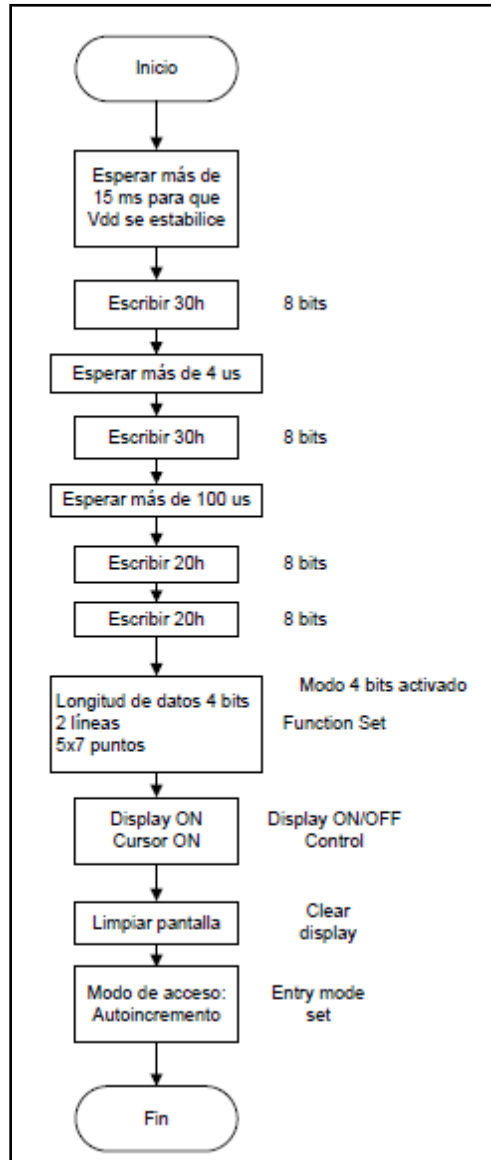 Inicio
Esperar más de
15 ms para que
Vdd se estabilice
Escribir 30h
8 bits
Esperar más de 4 us
Escribir 30h
8 bits
Esperar más de 100 us
Escribir 20h
8 bits
Escribir 20h
8 bits
Modo 4 bits activado
Longitud de datos 4 bits
2 líneas
5x7 puntos
Function Set
Display ON
Cursor ON
Display ON/OFF
Control
Limpiar pantalla
Clear
display
Modo de acceso:
Autoincremento
Entry mode
set
Fin